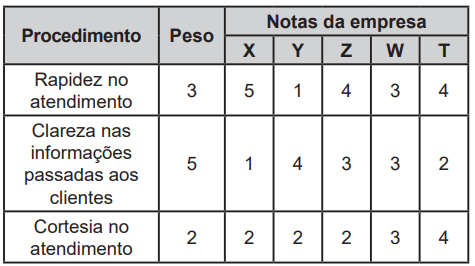 Procedimento Peso Notas da empresa
X Y Z W T
Rapidez no
atendimento 3 5 1 4 3 4
Clareza nas
informações
passadas aos
clientes 5 1 4 3 3 2
Cortesia no
atendimento 2 2 2 2 3 4